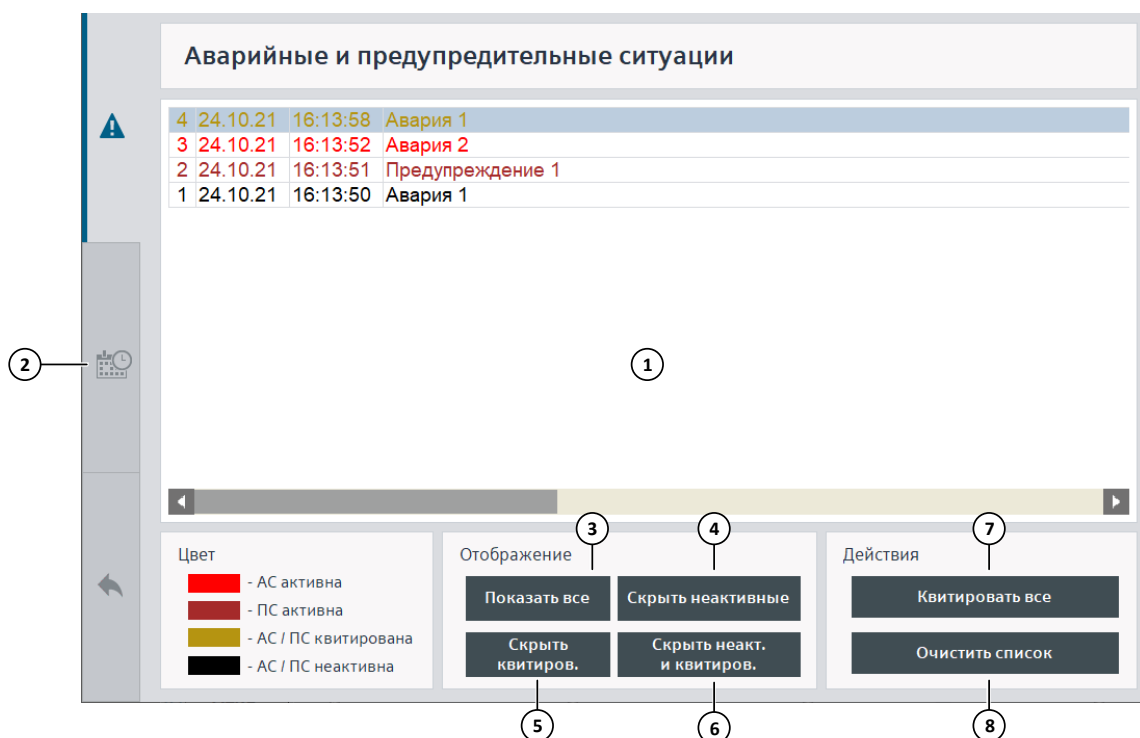 Аварийные и предупредительные ситуации
4 24.10.21 16:13:58 Авария 1
3 24.10.21 16:13:52 Авария 2
2 24.10.21 16:13:51 Предупреждение 1
1 24.10.21 16:13:50 Авария 1
2
1
3
4
7
Цвет
- АС активна
- ПС активна
- АС / ПС квитирована
- АС / ПС неактивна
Отображение
Показать все
Скрыть неактивные
Скрыть
квитиров.
Скрыть неакт.
и квитиров.
Действия
Квитировать все
Очистить список
5
6
8